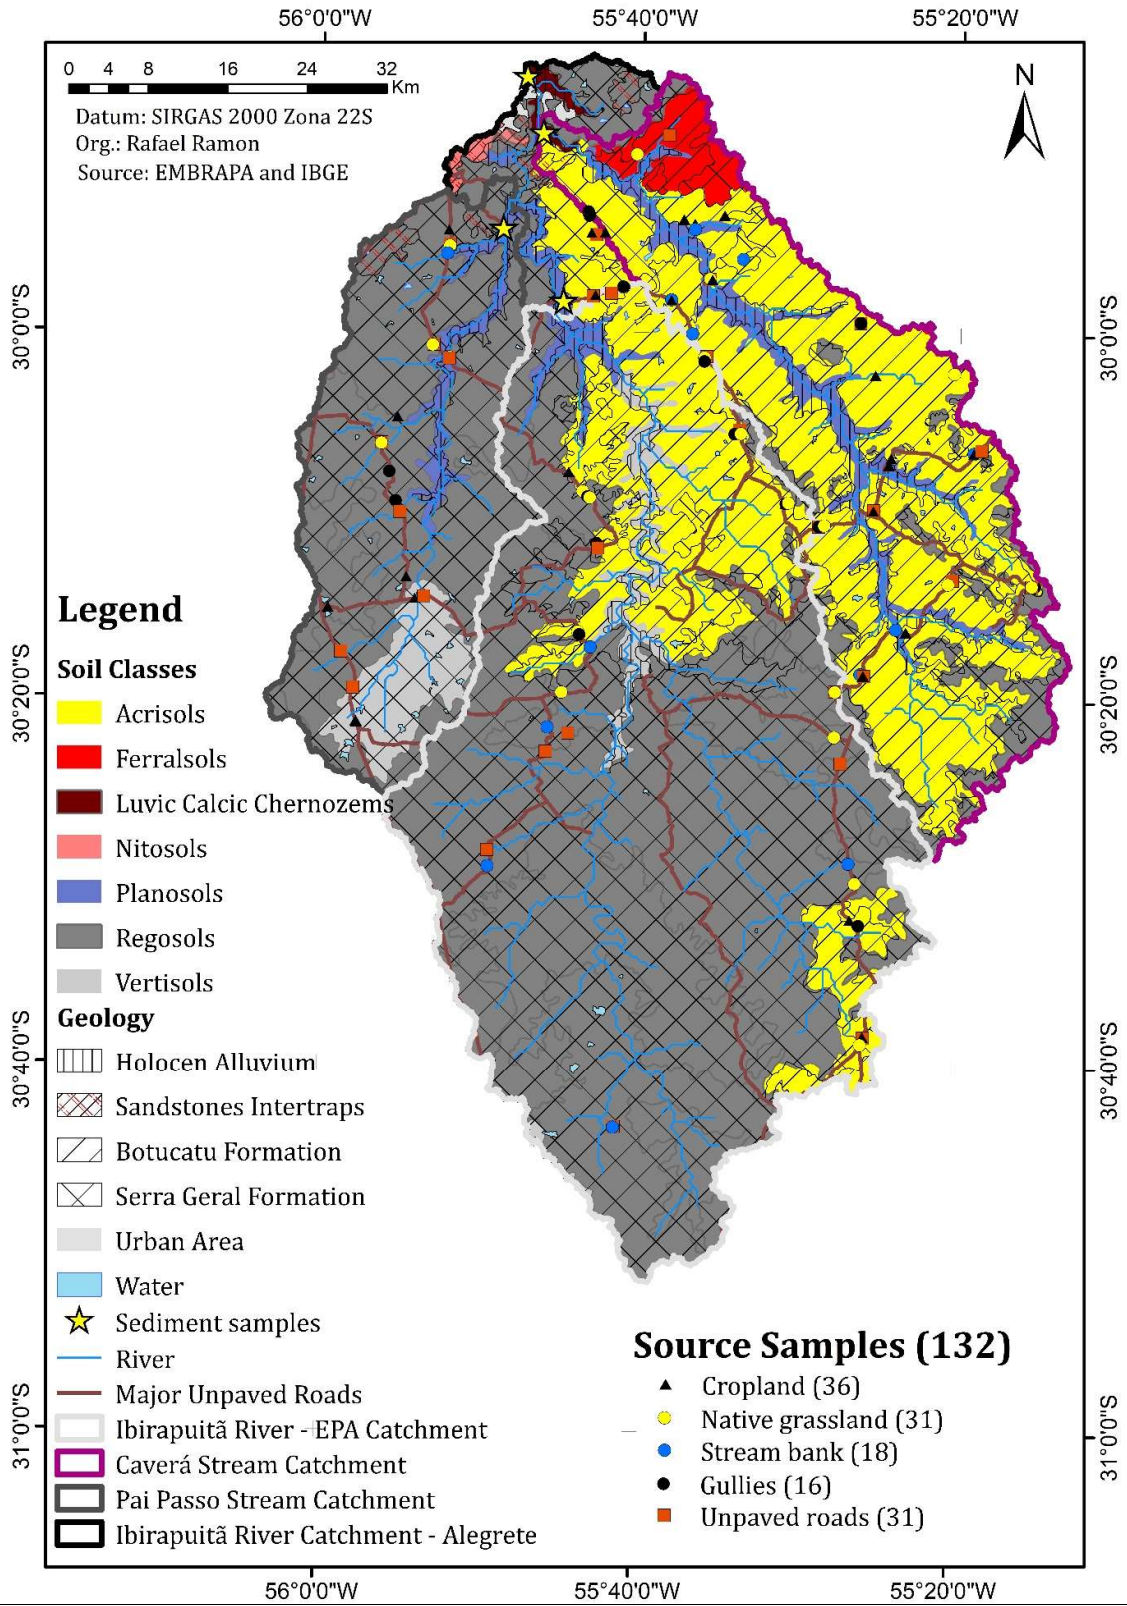 56°0'0"W 55°40'0"W 55°20'0"W
0 4 8 16 24 32
Km
Datum: SIRGAS 2000 Zona 22S
Org.: Rafael Ramon
Source: EMBRAPA and IBGE
N
30°0'0"S 30°0'0"S
30°20'0"S 30°20'0"S
30°40'0"S 30°40'0"S
31°0'0"S 31°0'0"S
Legend
Soil Classes
Acrisols
Ferralsols
Luvic Calcic Chernozems
Nitosols
Planosols
Regosols
Vertisols
Geology
Holocen Alluvium
Sandstones Intertraps
Botucatu Formation
Serra Geral Formation
Urban Area
Water
Sediment samples
River
Major Unpaved Roads
Ibirapuitã River - EPA Catchment
Caverá Stream Catchment
Pai Passo Stream Catchment
Ibirapuitã River Catchment - Alegrete
Source Samples (132)
Cropland (36)
Native grassland (31)
Stream bank (18)
Gullies (16)
Unpaved roads (31)
56°0'0"W 55°40'0"W 55°20'0"W